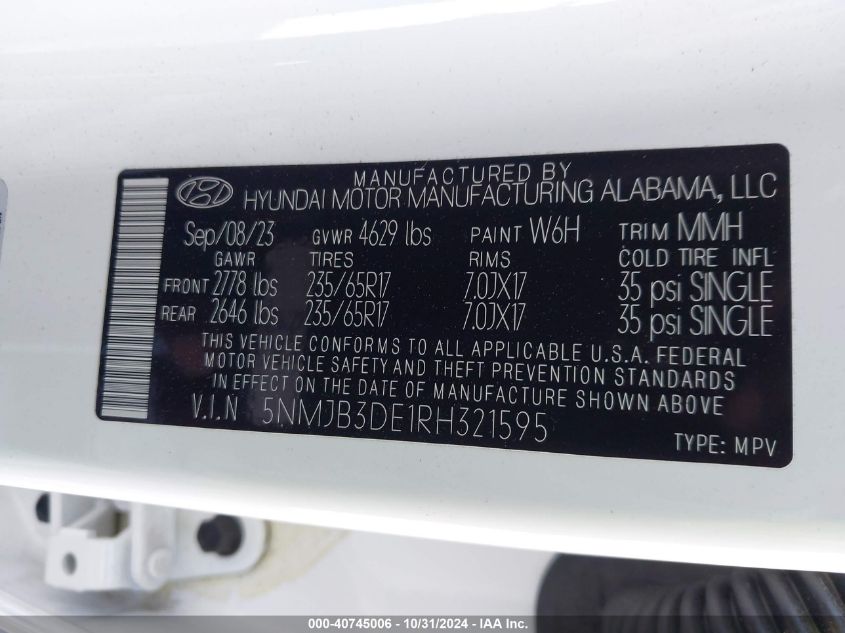 MANUFACTURED BY
HYUNDAI MOTOR MANUFACTURING ALABAMA, LLC
Sep/08/23 GVWR 4629 lbs PAINT W6H TRIM MMH
GAWR TIRES RIMS COLD TIRE INFL
FRONT 2778 lbs 235/65R17 7.0JX17 35 psi SINGLE
REAR 2646 lbs 235/65R17 7.0JX17 35 psi SINGLE
THIS VEHICLE CONFORMS TO ALL APPLICABLE U.S.A. FEDERAL
MOTOR VEHICLE SAFETY AND THEFT PREVENTION STANDARDS
IN EFFECT ON THE DATE OF MANUFACTURE SHOWN ABOVE
V.I.N 5NMJB3DE1RH321595
TYPE: MPV
000-40745006 - 10/31/2024 - IAA Inc.